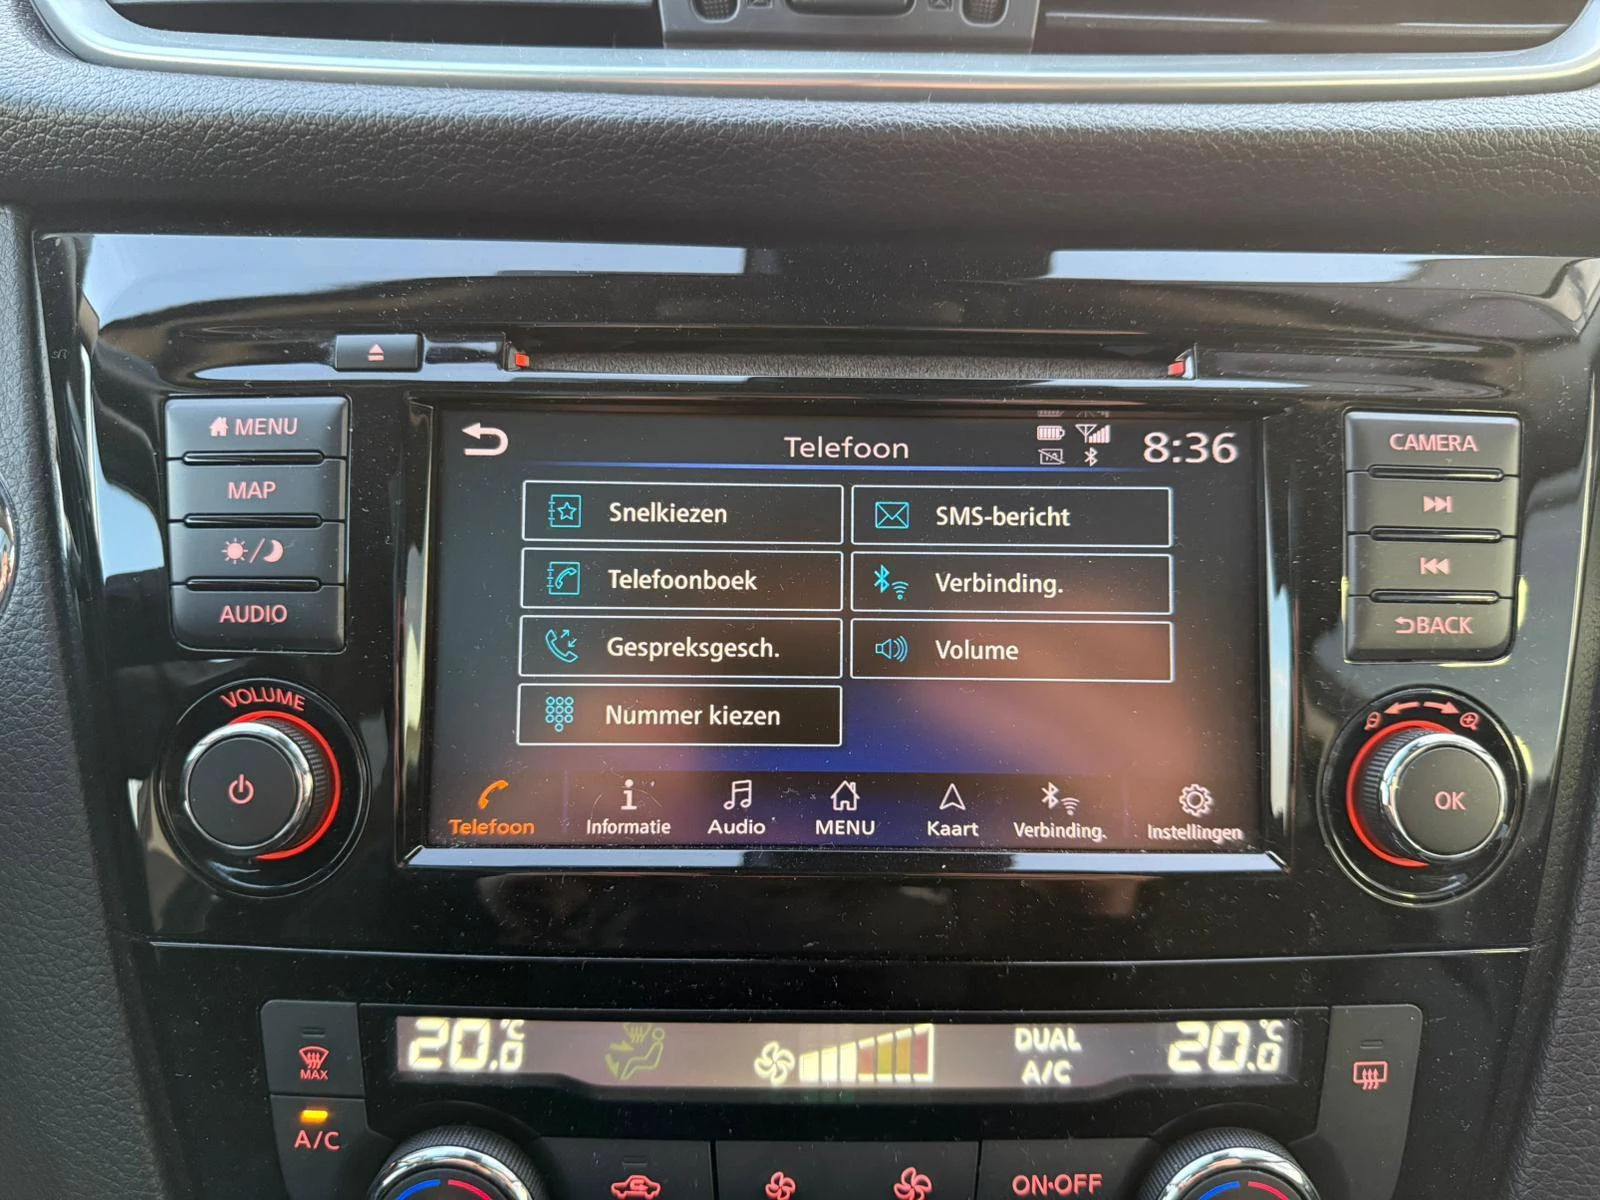 MENU
MAP
AUDIO
VOLUME
Telefoon
8:36
TA
Snelkiezen
SMS-bericht
Telefoonboek
Verbinding.
Gespreksgesch.
Volume
Nummer kiezen
Telefoon
Informatie
Audio
MENU
Kaart
Verbinding.
Instellingen
CAMERA
BACK
OK
20.0 °C
DUAL
A/C
20.0 °C
MAX
A/C
ON·OFF